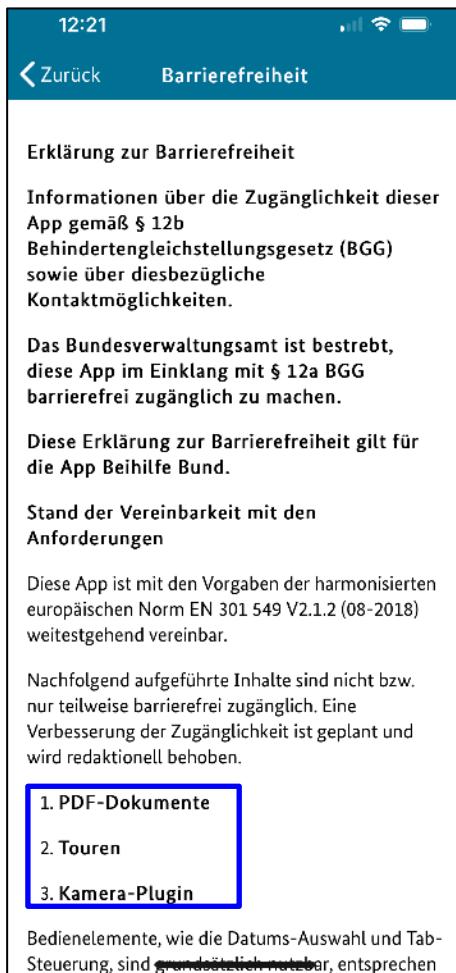 12:21
Zurück Barrierefreiheit
Erklärung zur Barrierefreiheit
Informationen über die Zugänglichkeit dieser
App gemäß § 12b
Behindertengleichstellungsgesetz (BGG)
sowie über diesbezügliche
Kontaktmöglichkeiten.
Das Bundesverwaltungsamt ist bestrebt,
diese App im Einklang mit § 12a BGG
barrierefrei zugänglich zu machen.
Diese Erklärung zur Barrierefreiheit gilt für
die App Beihilfe Bund.
Stand der Vereinbarkeit mit den
Anforderungen
Diese App ist mit den Vorgaben der harmonisierten
europäischen Norm EN 301 549 V2.1.2 (08-2018)
weitestgehend vereinbar.
Nachfolgend aufgeführte Inhalte sind nicht bzw.
nur teilweise barrierefrei zugänglich. Eine
Verbesserung der Zugänglichkeit ist geplant und
wird redaktionell behoben.
1. PDF-Dokumente
2. Touren
3. Kamera-Plugin
Bedienelemente, wie die Datums-Auswahl und Tab-
Steuerung, sind grundsätzlich nutzbar, entsprechen